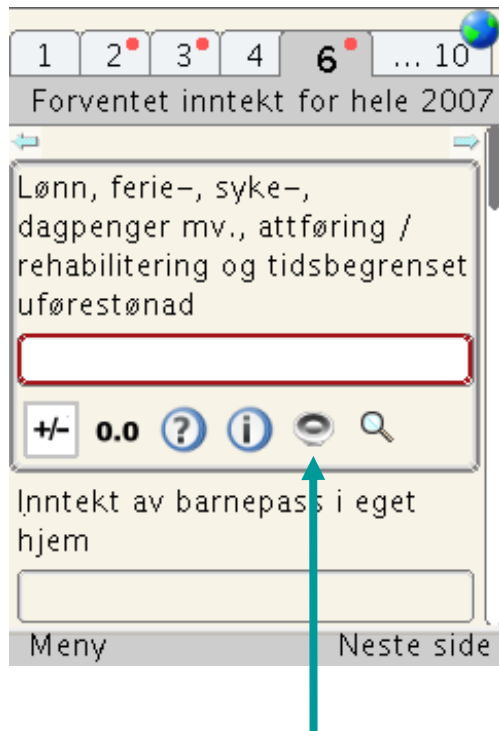 1 2 3 4 6 ... 10
Forventet inntekt for hele 2007
Lønn, ferie-, syke-,
dagpenger mv., attføring /
rehabilitering og tidsbegrenset
uførestønad
+/- 0.0 ? i
Inntekt av barnepass i eget
hjem
Meny Neste side